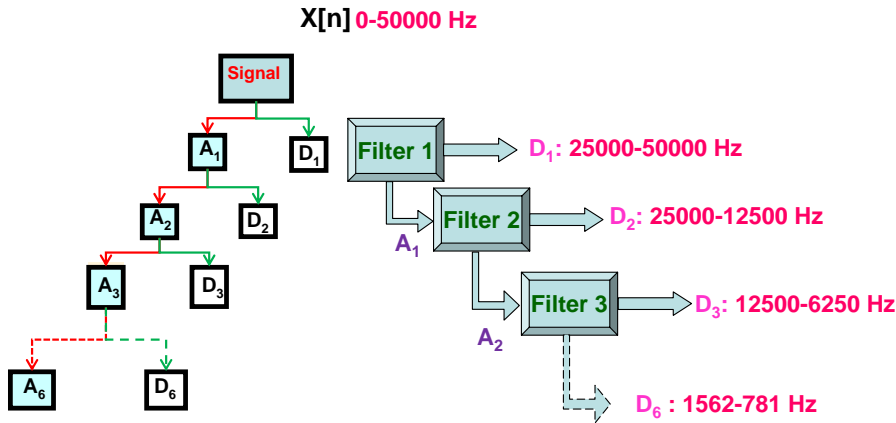 X[n] 0-50000 Hz
Signal
A₁
D₁
A₂
D₂
A₃
D₃
A₆
D₆
Filter 1
D₁: 25000-50000 Hz
A₁
Filter 2
D₂: 25000-12500 Hz
A₂
Filter 3
D₃: 12500-6250 Hz
D₆ : 1562-781 Hz